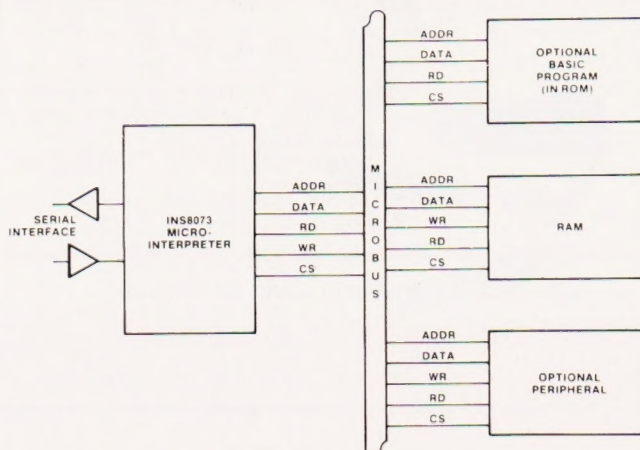 SERIAL
INTERFACE
INS8073
MICRO-
INTERPRETER
ADDR
DATA
RD
WR
CS
MICROBUS
ADDR
DATA
RD
CS
OPTIONAL
BASIC
PROGRAM
(IN ROM)
ADDR
DATA
WR
RD
CS
RAM
ADDR
DATA
WR
RD
CS
OPTIONAL
PERIPHERAL